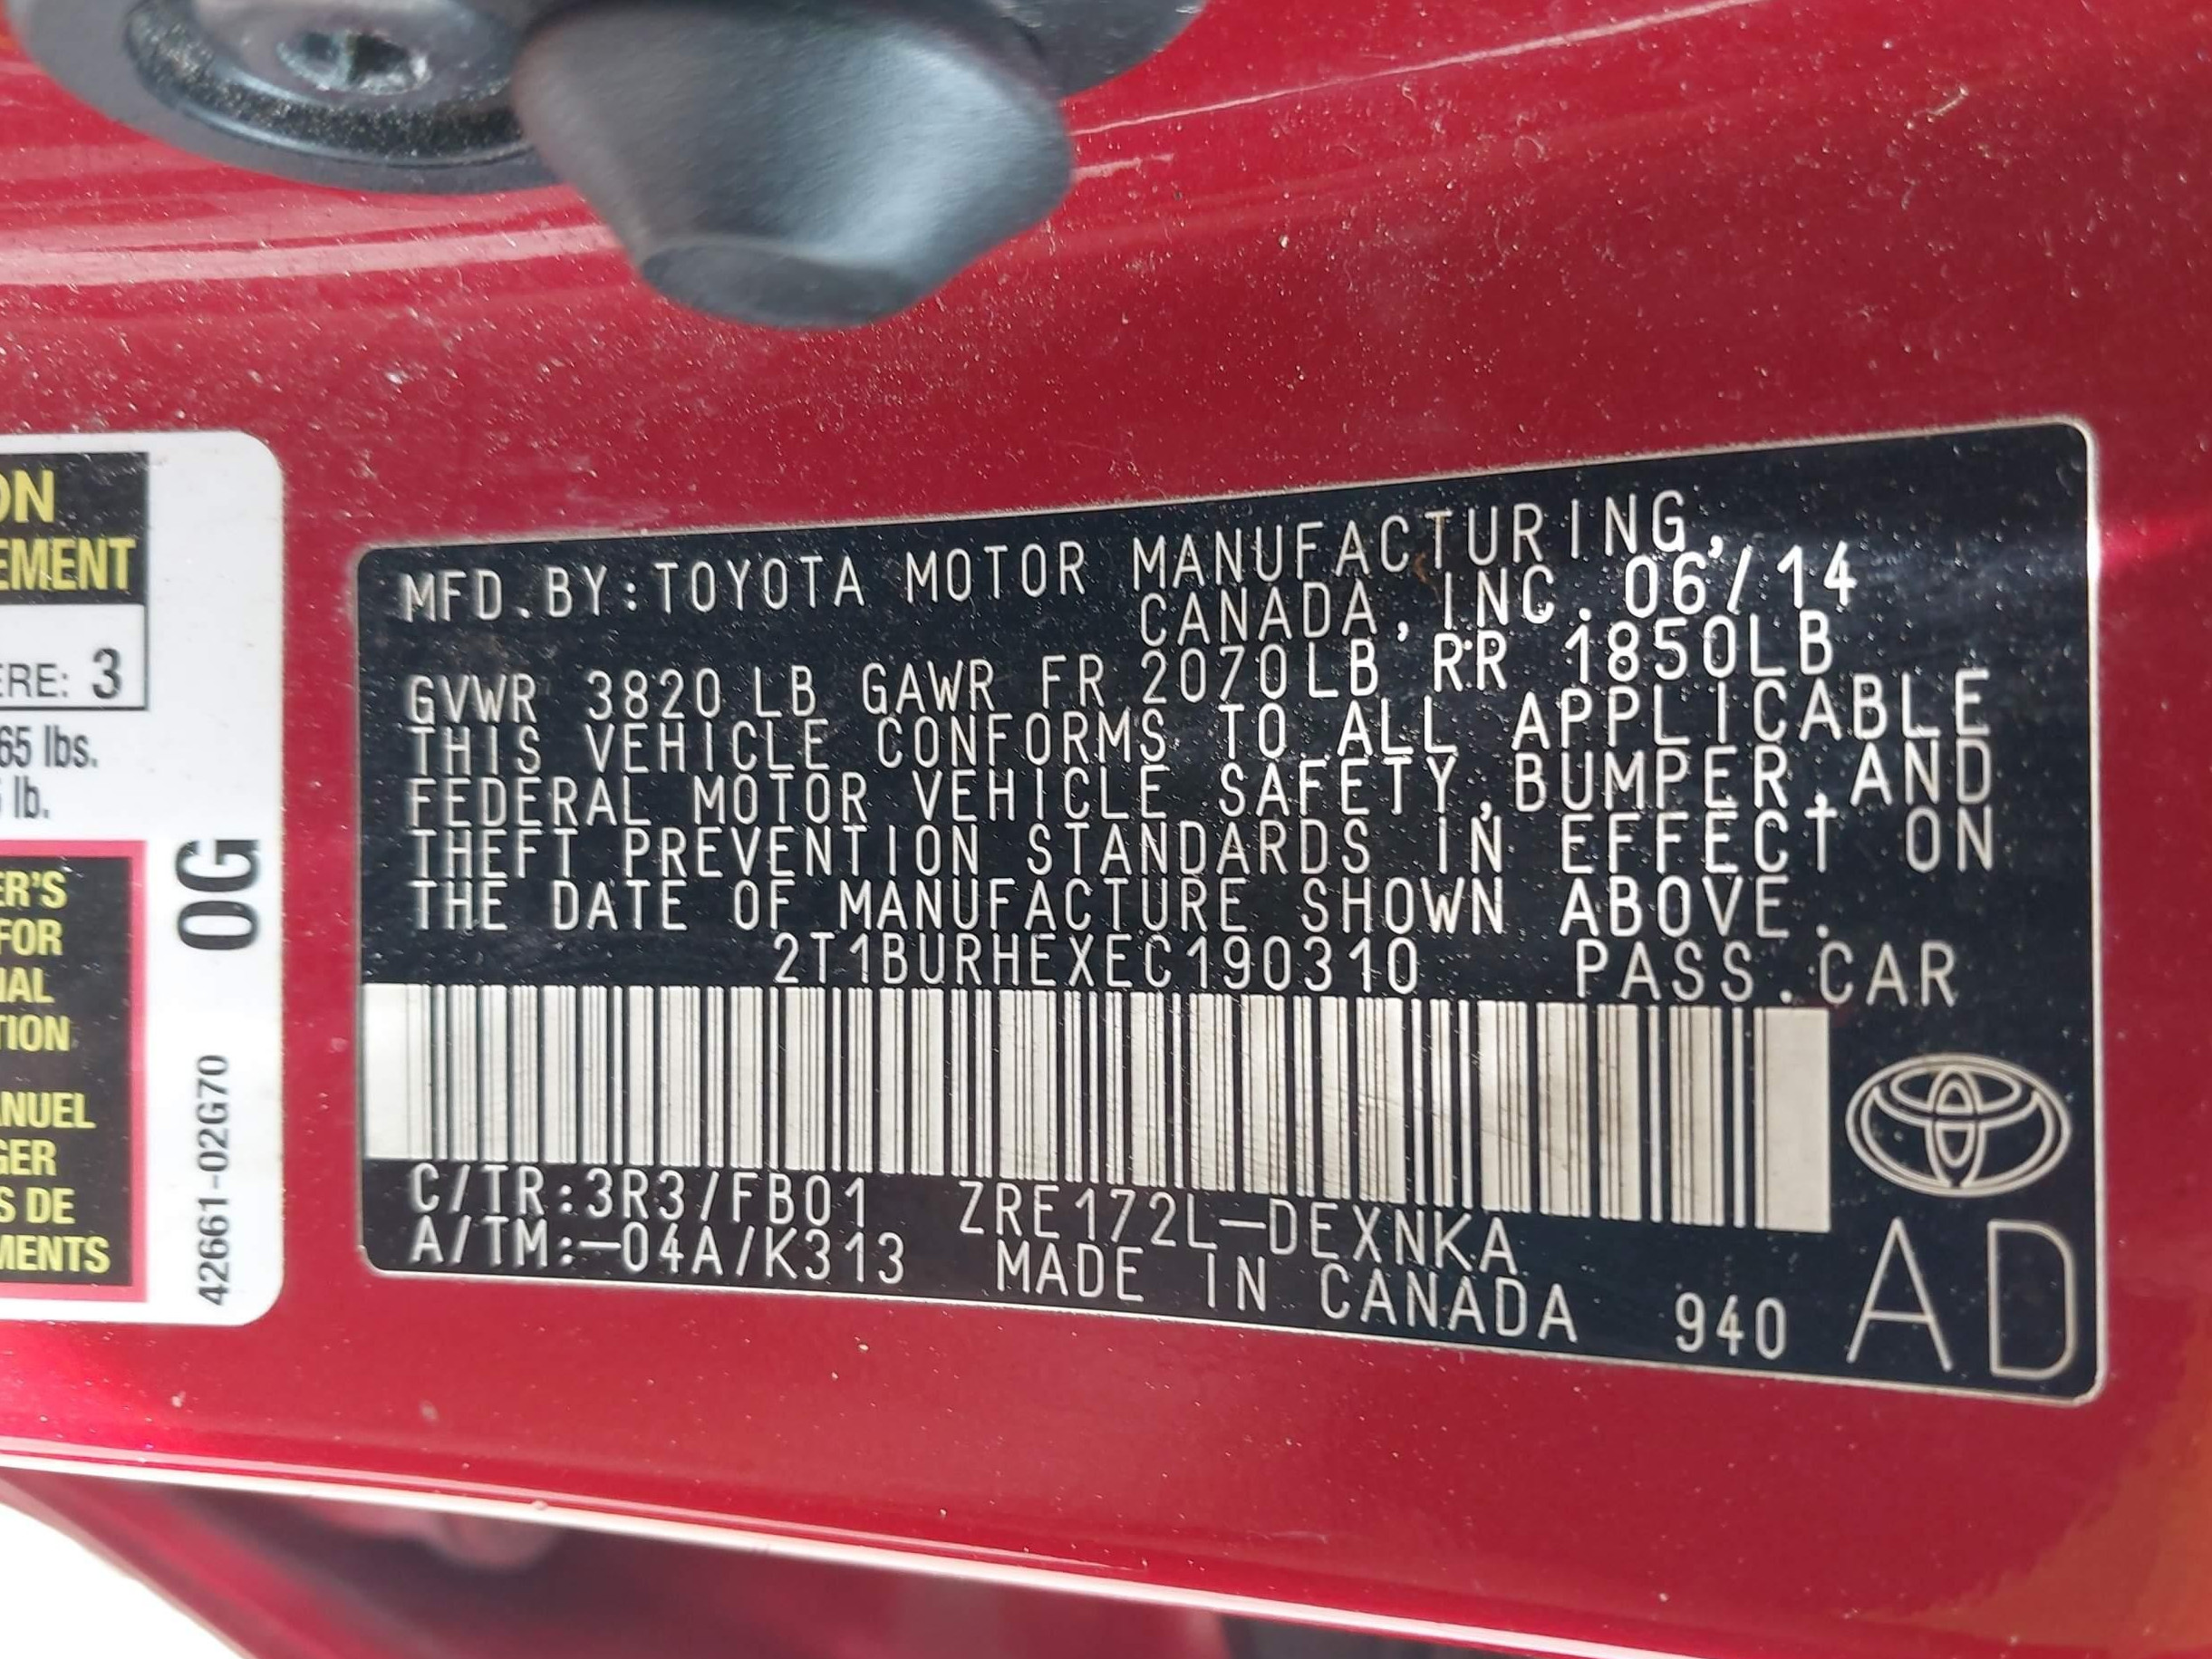 ON
EMENT
ERE: 3
65 lbs.
lb.
ER'S
FOR
TION
ANUEL
GER
S DE
MENTS
0G
42661-02G70
MFD.BY:TOYOTA MOTOR MANUFACTURING,
CANADA, INC. 06/14
GVWR 3820 LB GAWR FR 2070LB RR 1850LB
THIS VEHICLE CONFORMS TO ALL APPLICABLE
FEDERAL MOTOR VEHICLE SAFETY,BUMPER,AND
THEFT PREVENTION STANDARDS IN EFFECT ON
THE DATE OF MANUFACTURE SHOWN ABOVE.
2T1BURHEXEC190310 PASS.CAR
C/TR:3R3/FB01 ZRE172L-DEXNKA
A/TM:-04A/K313 MADE IN CANADA 940
AD